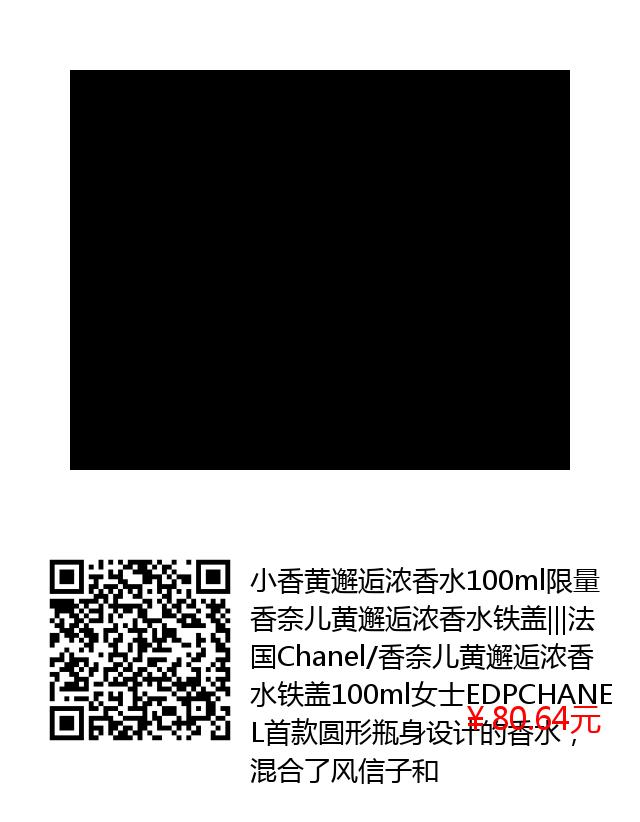 小香黄邂逅浓香水100ml限量
香奈儿黄邂逅浓香水铁盖|||法
国Chanel/香奈儿黄邂逅浓香
水铁盖100ml女士EDPCHANE
¥ 80.64元
L首款圆形瓶身设计的香水，
混合了风信子和